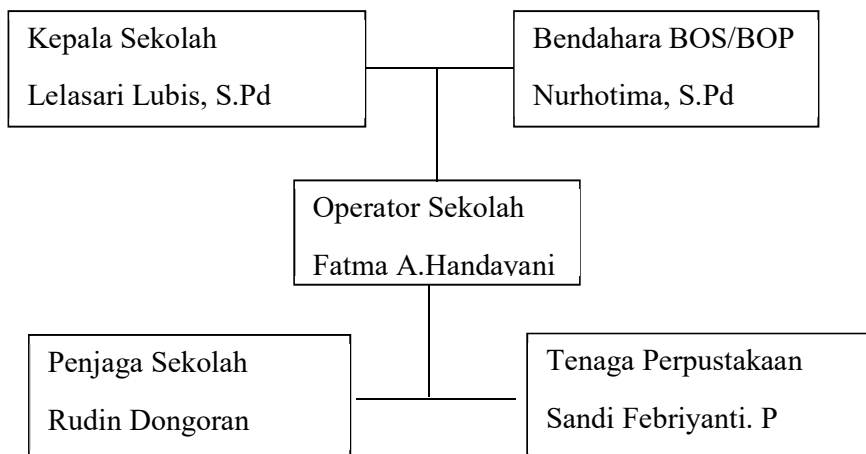 Kepala Sekolah
Lelasari Lubis, S.Pd
Bendahara BOS/BOP
Nurhotima, S.Pd
Operator Sekolah
Fatma A.Handayani
Penjaga Sekolah
Rudin Dongoran
Tenaga Perpustakaan
Sandi Febriyanti. P